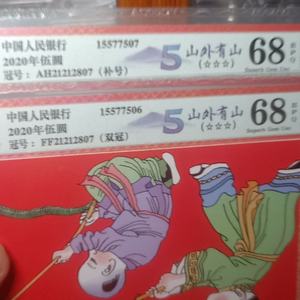 中国人民银行 15577507
2020年伍圆
冠号：AH21212807（补号）
5 山外有山
(☆☆☆)
68
Superb Gem Unc
中国人民银行 15577506
2020年伍圆
冠号：FF21212807（双冠）
5 山外有山
(☆☆☆)
68
Superb Gem Unc